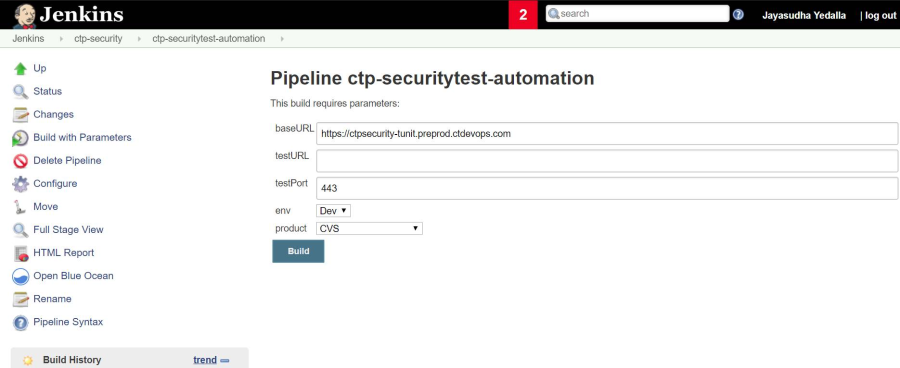 Jenkins
2
search
?
Jayasudha Yedalla
| log out
Jenkins
ctp-security
ctp-securitytest-automation
Up
Status
Changes
Build with Parameters
Delete Pipeline
Configure
Move
Full Stage View
HTML Report
Open Blue Ocean
Rename
Pipeline Syntax
Build History
trend
Pipeline ctp-securitytest-automation
This build requires parameters:
baseURL
https://ctpsecurity-tunit.preprod.ctdevops.com
testURL
testPort
443
env
Dev
product
CVS
Build